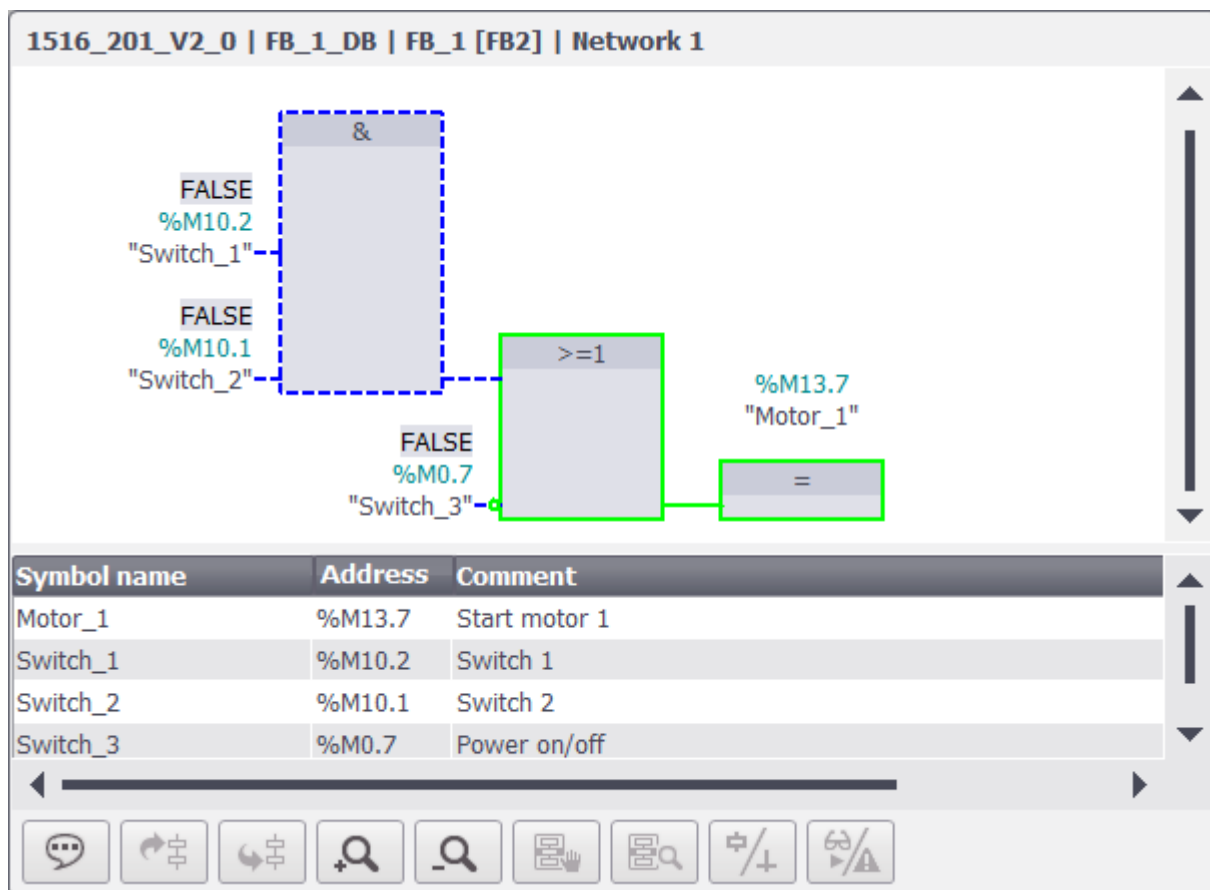 1516_201_V2_0 | FB_1_DB | FB_1 [FB2] | Network 1
&
FALSE
%M10.2
"Switch_1"
FALSE
%M10.1
"Switch_2"
>=1
%M13.7
"Motor_1"
FALSE
%M0.7
"Switch_3"
=
Symbol name Address Comment
Motor_1 %M13.7 Start motor 1
Switch_1 %M10.2 Switch 1
Switch_2 %M10.1 Switch 2
Switch_3 %M0.7 Power on/off